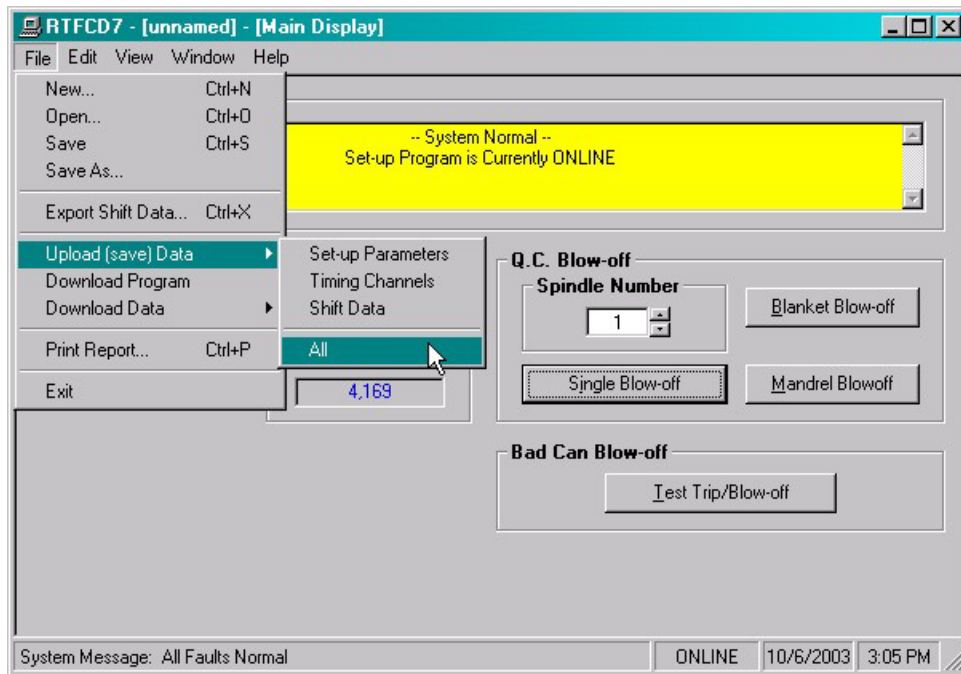 RTFCD7 - [unnamed] - [Main Display]
File Edit View Window Help
New... Ctrl+N
Open... Ctrl+O
Save Ctrl+S
Save As...
Export Shift Data... Ctrl+X
Upload (save) Data
Download Program
Download Data
Print Report... Ctrl+P
Exit
Set-up Parameters
Timing Channels
Shift Data
All
-- System Normal --
Set-up Program is Currently ONLINE
4,169
Q.C. Blow-off
Spindle Number
1
Blanket Blow-off
Single Blow-off
Mandrel Blowoff
Bad Can Blow-off
Test Trip/Blow-off
System Message: All Faults Normal
ONLINE
10/6/2003
3:05 PM